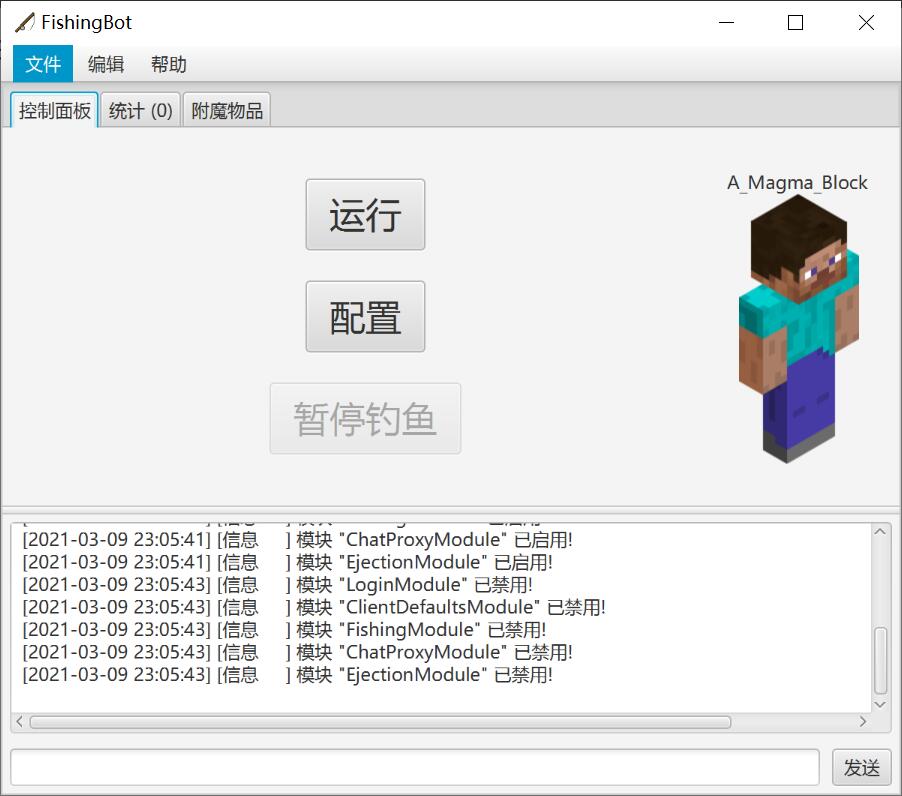 FishingBot
文件 编辑 帮助
控制面板 统计 (0) 附魔物品
A_Magma_Block
运行
配置
暂停钓鱼
[2021-03-09 23:05:41] [信息 ] 模块 "ChatProxyModule" 已启用!
[2021-03-09 23:05:41] [信息 ] 模块 "EjectionModule" 已启用!
[2021-03-09 23:05:43] [信息 ] 模块 "LoginModule" 已禁用!
[2021-03-09 23:05:43] [信息 ] 模块 "ClientDefaultsModule" 已禁用!
[2021-03-09 23:05:43] [信息 ] 模块 "FishingModule" 已禁用!
[2021-03-09 23:05:43] [信息 ] 模块 "ChatProxyModule" 已禁用!
[2021-03-09 23:05:43] [信息 ] 模块 "EjectionModule" 已禁用!
发送